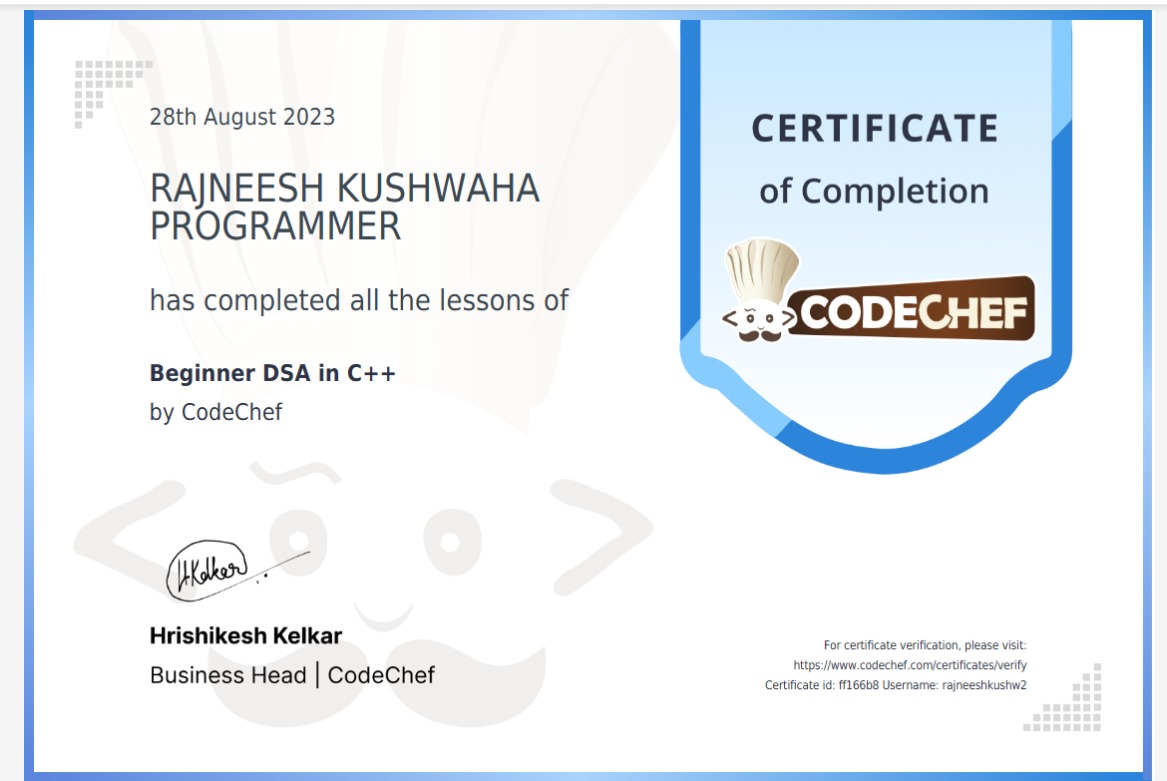 28th August 2023
RAJNEESH KUSHWAHA
PROGRAMMER
has completed all the lessons of
Beginner DSA in C++
by CodeChef
H.Kelkar
Hrishikesh Kelkar
Business Head | CodeChef
CERTIFICATE
of Completion
CODECHEF
For certificate verification, please visit:
https://www.codechef.com/certificates/verify
Certificate id: ff166b8 Username: rajneeshkushw2